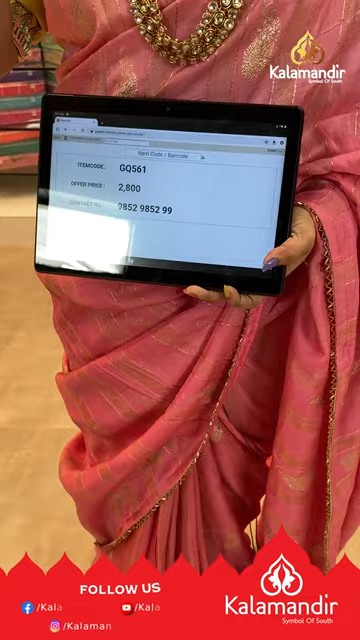 Kalamandir
Symbol Of South
Item Code / Barcode
ITEMCODE : GQ561
OFFER PRICE : 2,800
CONTACT NO : 9852 9852 99
FOLLOW US
/Kala
/Kala
/Kalaman
Kalamandir
Symbol Of South